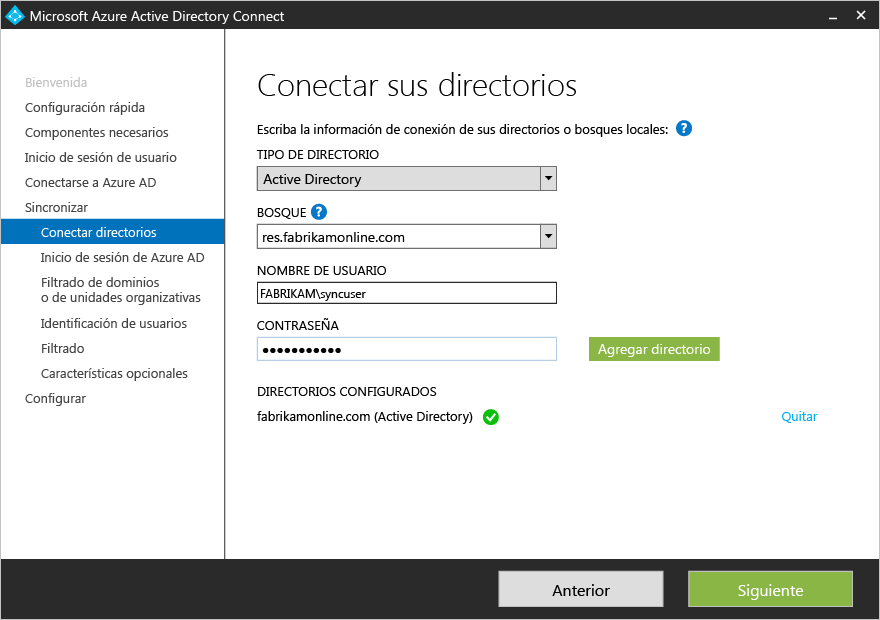 Microsoft Azure Active Directory Connect
Bienvenida
Configuración rápida
Componentes necesarios
Inicio de sesión de usuario
Conectarse a Azure AD
Sincronizar
Conectar directorios
Inicio de sesión de Azure AD
Filtrado de dominios
o de unidades organizativas
Identificación de usuarios
Filtrado
Características opcionales
Configurar
Conectar sus directorios
Escriba la información de conexión de sus directorios o bosques locales: ?
TIPO DE DIRECTORIO
Active Directory
BOSQUE ?
res.fabrikamonline.com
NOMBRE DE USUARIO
FABRIKAM\syncuser
CONTRASEÑA
●●●●●●●●●●●
Agregar directorio
DIRECTORIOS CONFIGURADOS
fabrikamonline.com (Active Directory)
Quitar
Anterior
Siguiente